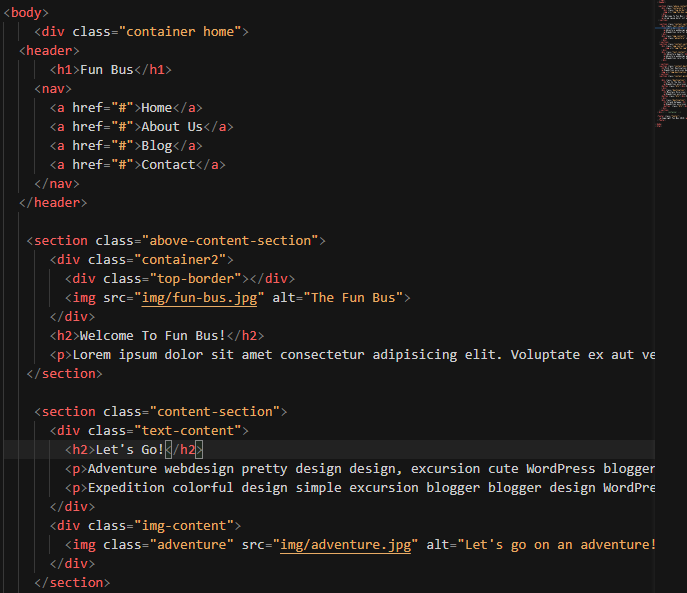 <body>
<div class="container home">
<header>
<h1>Fun Bus</h1>
<nav>
<a href="#">Home</a>
<a href="#">About Us</a>
<a href="#">Blog</a>
<a href="#">Contact</a>
</nav>
</header>
<section class="above-content-section">
<div class="container2">
<div class="top-border"></div>
<img src="img/fun-bus.jpg" alt="The Fun Bus">
</div>
<h2>Welcome To Fun Bus!</h2>
<p>Lorem ipsum dolor sit amet consectetur adipisicing elit. Voluptate ex aut ve
</section>
<section class="content-section">
<div class="text-content">
<h2>Let's Go!</h2>
<p>Adventure webdesign pretty design design, excursion cute WordPress blogger
<p>Expedition colorful design simple excursion blogger blogger design WordPre
</div>
<div class="img-content">
<img class="adventure" src="img/adventure.jpg" alt="Let's go on an adventure!
</div>
</section>